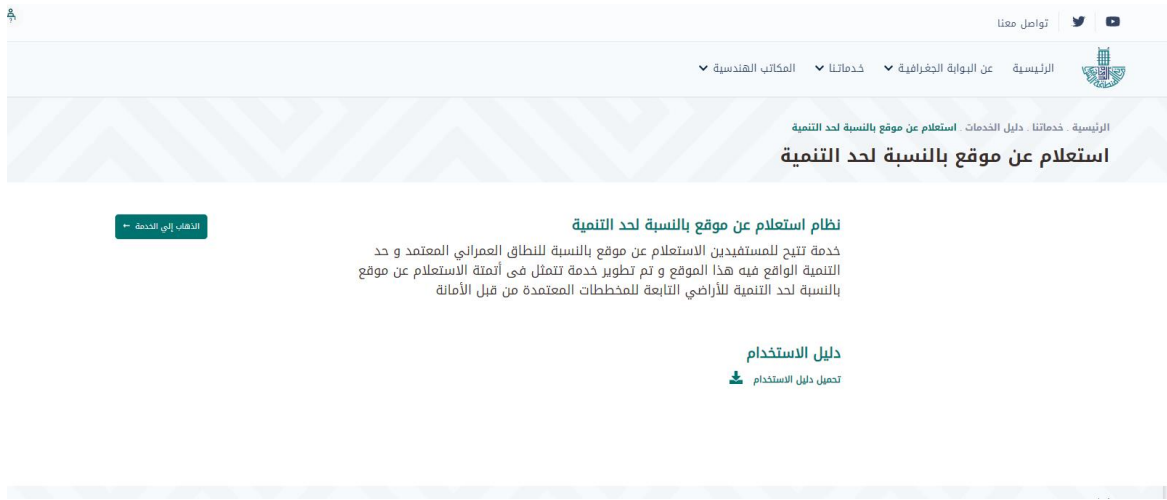 تواصل معنا
الرئيسية عن البوابة الجغرافية خدماتنا المكاتب الهندسية
الرئيسية . خدماتنا . دليل الخدمات . استعلام عن موقع بالنسبة لحد التنمية
استعلام عن موقع بالنسبة لحد التنمية
نظام استعلام عن موقع بالنسبة لحد التنمية
الذهاب إلي الخدمة ←
خدمة تتيح للمستفيدين الاستعلام عن موقع بالنسبة للنطاق العمراني المعتمد و حد
التنمية الواقع فيه هذا الموقع و تم تطوير خدمة تتمثل فى أتمتة الاستعلام عن موقع
بالنسبة لحد التنمية للأراضي التابعة للمخططات المعتمدة من قبل الأمانة
دليل الاستخدام
تحميل دليل الاستخدام